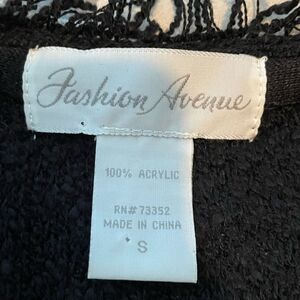 Fashion Avenue
100% ACRYLIC
RN#73352
MADE IN CHINA
S